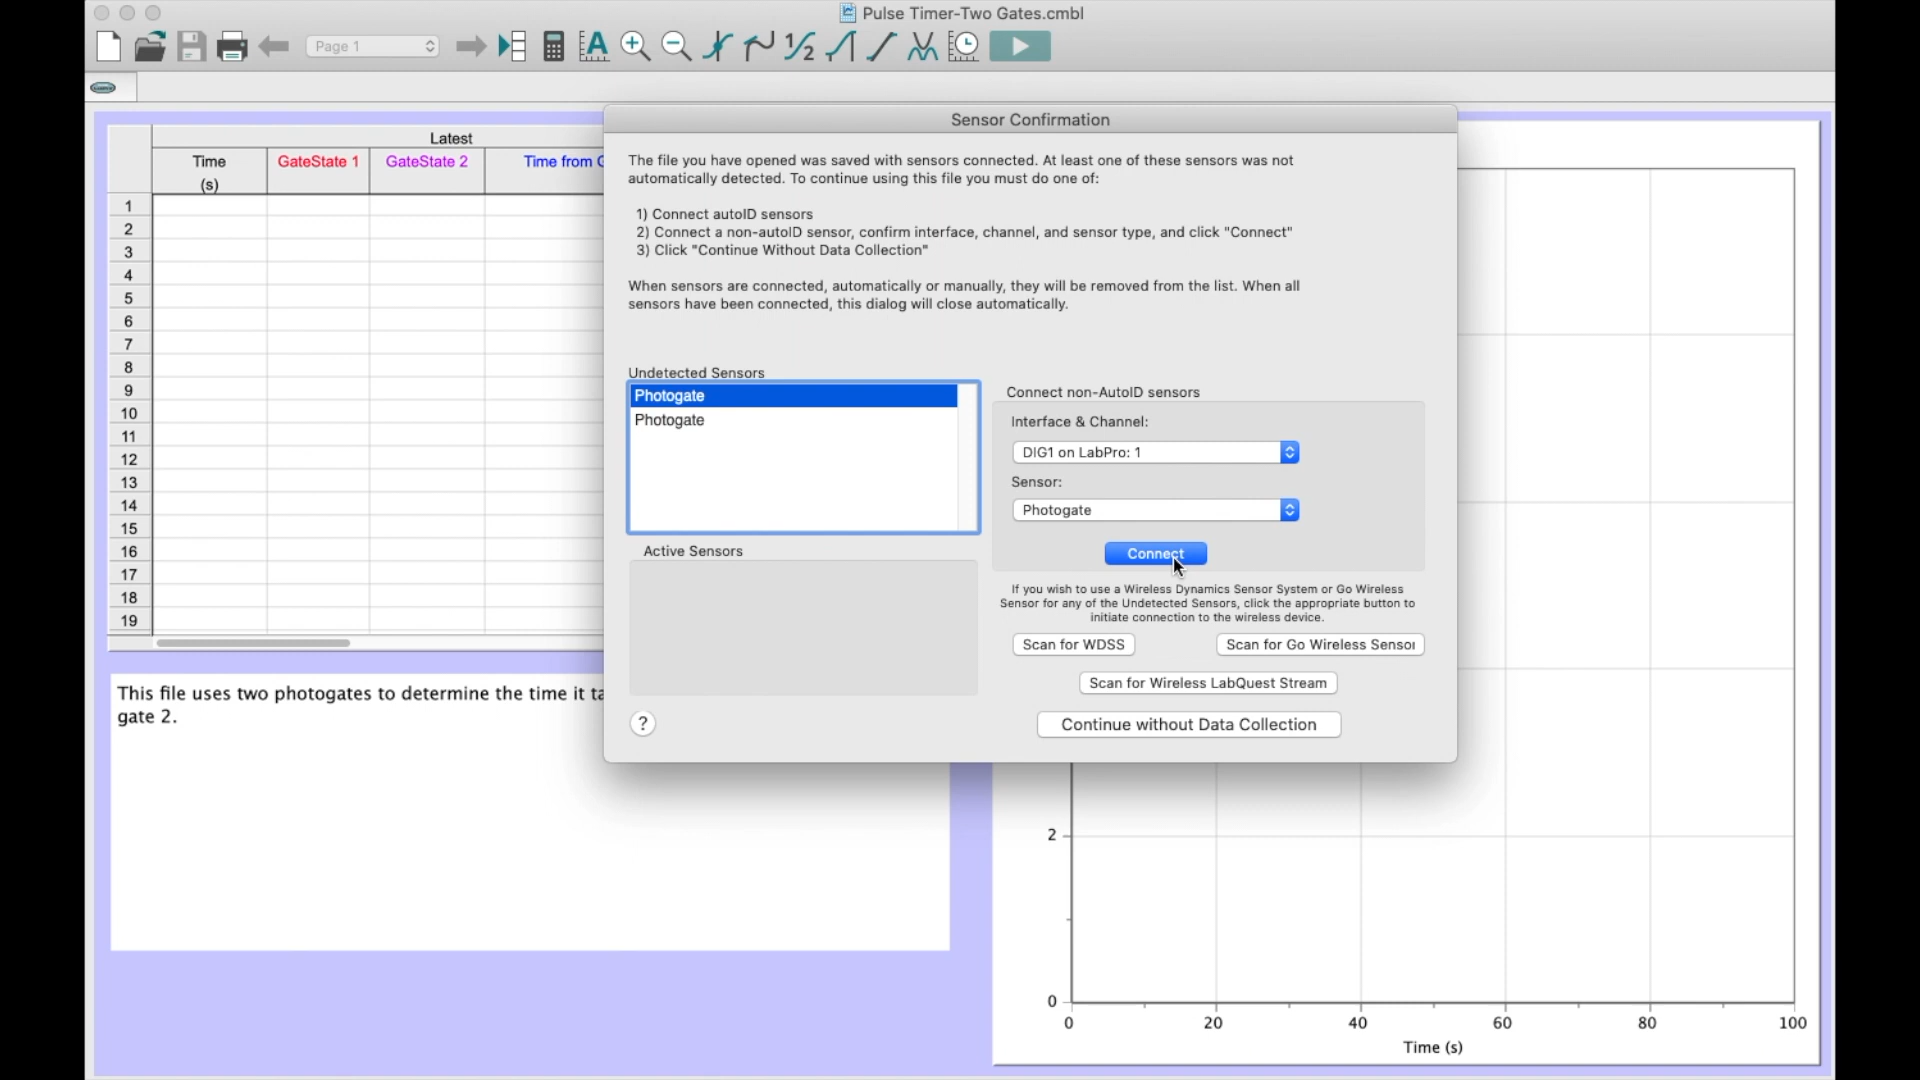 Pulse Timer-Two Gates.cmbl
Page 1
Sensor Confirmation
Latest
Time
(s)
GateState 1
GateState 2
Time from G
1
2
3
4
5
6
7
8
9
10
11
12
13
14
15
16
17
18
19
This file uses two photogates to determine the time it ta
gate 2.
The file you have opened was saved with sensors connected. At least one of these sensors was not
automatically detected. To continue using this file you must do one of:
1) Connect autoID sensors
2) Connect a non-autoID sensor, confirm interface, channel, and sensor type, and click "Connect"
3) Click "Continue Without Data Collection"
When sensors are connected, automatically or manually, they will be removed from the list. When all
sensors have been connected, this dialog will close automatically.
Undetected Sensors
Photogate
Photogate
Active Sensors
?
Connect non-AutoID sensors
Interface & Channel:
DIG1 on LabPro: 1
Sensor:
Photogate
Connect
If you wish to use a Wireless Dynamics Sensor System or Go Wireless
Sensor for any of the Undetected Sensors, click the appropriate button to
initiate connection to the wireless device.
Scan for WDSS
Scan for Go Wireless Sensor
Scan for Wireless LabQuest Stream
Continue without Data Collection
2
0
0
20
40
60
80
100
Time (s)